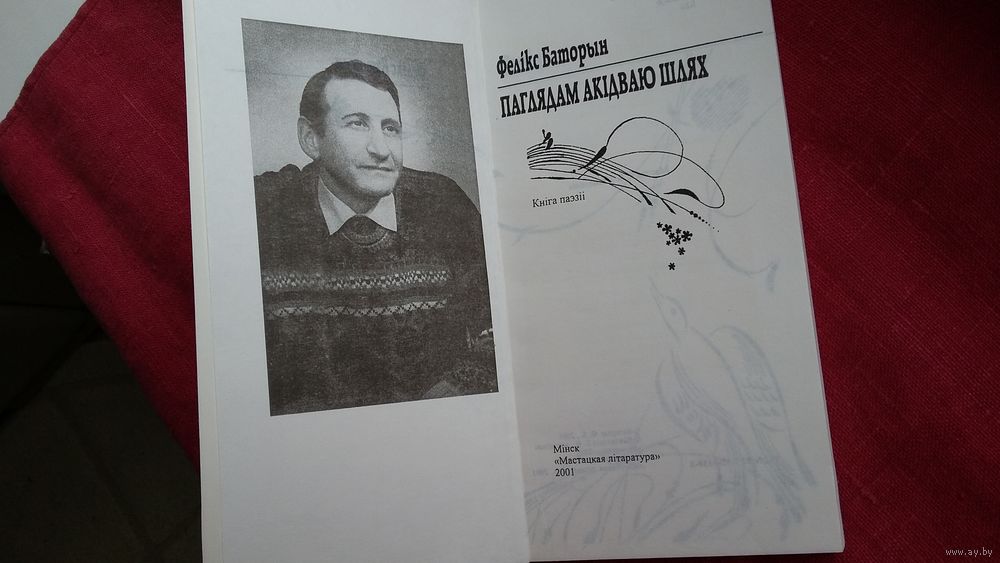 Фелікс Баторын
ПАГЛЯДАМ АКІДВАЮ ШЛЯХ
Кніга паэзіі
Мінск
«Мастацкая літаратура»
2001
www.ay.by